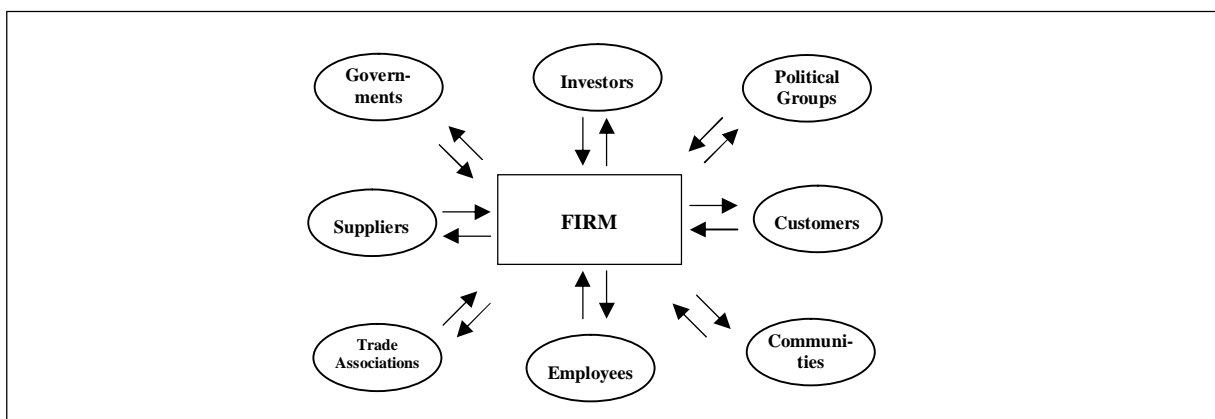 Govern-
ments
Investors
Political
Groups
Suppliers
FIRM
Customers
Trade
Associations
Employees
Communi-
ties